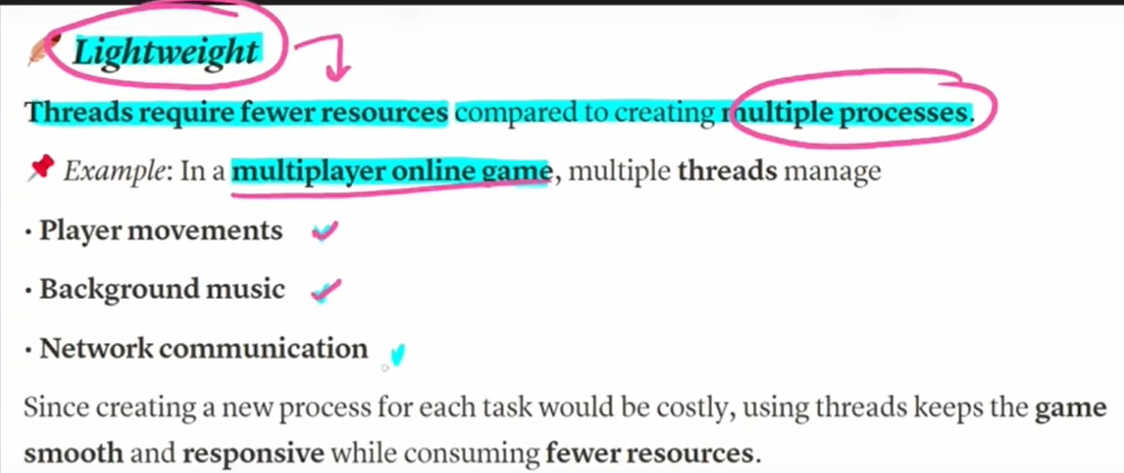 Lightweight
Threads require fewer resources compared to creating multiple processes.
Example: In a multiplayer online game, multiple threads manage
· Player movements
· Background music
· Network communication
Since creating a new process for each task would be costly, using threads keeps the game
smooth and responsive while consuming fewer resources.